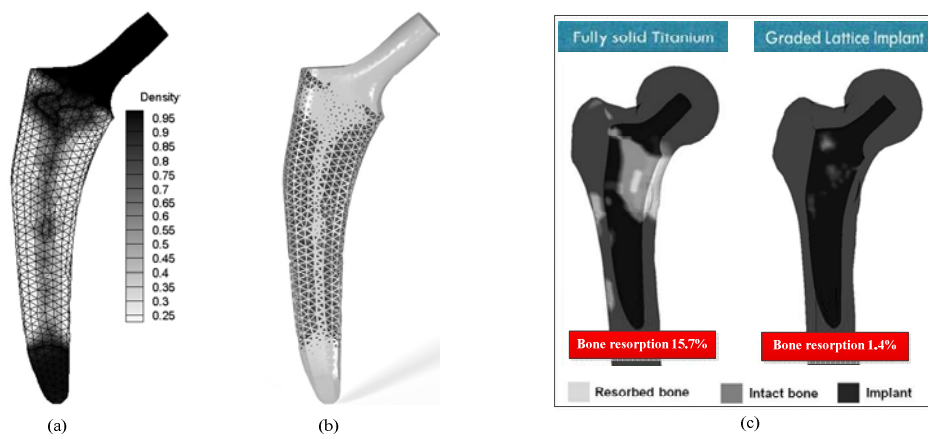 Density
0.95
0.9
0.85
0.8
0.75
0.7
0.65
0.6
0.55
0.5
0.45
0.4
0.35
0.3
0.25
(a)
(b)
Fully solid Titanium
Graded Lattice Implant
Bone resorption 15.7%
Bone resorption 1.4%
Resorbed bone
Intact bone
Implant
(c)